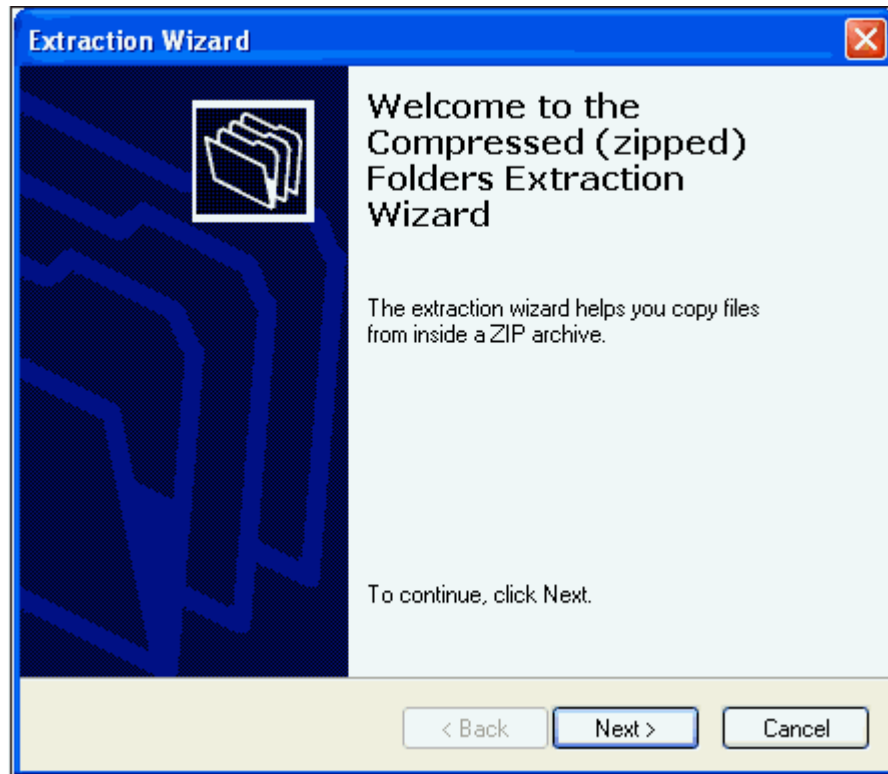 Extraction Wizard
Welcome to the
Compressed (zipped)
Folders Extraction
Wizard
The extraction wizard helps you copy files
from inside a ZIP archive.
To continue, click Next.
< Back
Next >
Cancel